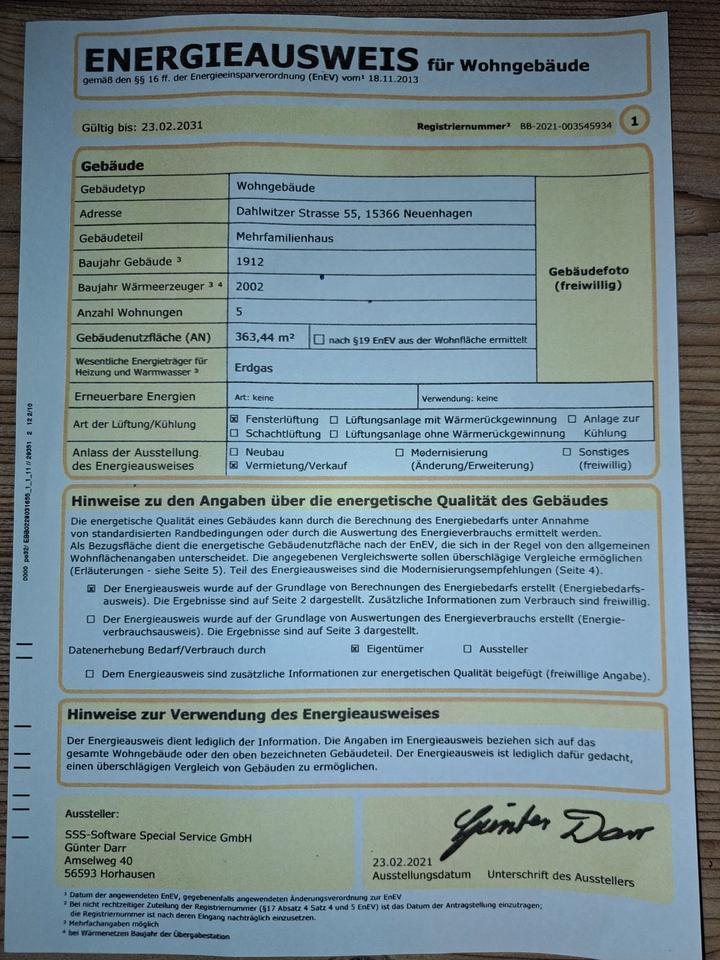 ENERGIEAUSWEIS für Wohngebäude
gemäß den §§ 16 ff. der Energieeinsparverordnung (EnEV) vom¹ 18.11.2013
Gültig bis: 23.02.2031
Registriernummer² BB-2021-003545934
1
Gebäude
Gebäudetyp Wohngebäude
Adresse Dahlwitzer Strasse 55, 15366 Neuenhagen
Gebäudeteil Mehrfamilienhaus
Baujahr Gebäude ³ 1912
Baujahr Wärmeerzeuger ³ ⁴ 2002
Anzahl Wohnungen 5
Gebäudenutzfläche (AN) 363,44 m² ☐ nach §19 EnEV aus der Wohnfläche ermittelt
Wesentliche Energieträger für
Heizung und Warmwasser ³ Erdgas
Gebäudefoto
(freiwillig)
Erneuerbare Energien Art: keine Verwendung: keine
Art der Lüftung/Kühlung
☒ Fensterlüftung ☐ Lüftungsanlage mit Wärmerückgewinnung ☐ Anlage zur
☐ Schachtlüftung ☐ Lüftungsanlage ohne Wärmerückgewinnung Kühlung
Anlass der Ausstellung ☐ Neubau ☐ Modernisierung ☐ Sonstiges
des Energieausweises ☒ Vermietung/Verkauf (Änderung/Erweiterung) (freiwillig)
Hinweise zu den Angaben über die energetische Qualität des Gebäudes
Die energetische Qualität eines Gebäudes kann durch die Berechnung des Energiebedarfs unter Annahme
von standardisierten Randbedingungen oder durch die Auswertung des Energieverbrauchs ermittelt werden.
Als Bezugsfläche dient die energetische Gebäudenutzfläche nach der EnEV, die sich in der Regel von den allgemeinen
Wohnflächenangaben unterscheidet. Die angegebenen Vergleichswerte sollen überschlägige Vergleiche ermöglichen
(Erläuterungen - siehe Seite 5). Teil des Energieausweises sind die Modernisierungsempfehlungen (Seite 4).
☒ Der Energieausweis wurde auf der Grundlage von Berechnungen des Energiebedarfs erstellt (Energiebedarfs-
ausweis). Die Ergebnisse sind auf Seite 2 dargestellt. Zusätzliche Informationen zum Verbrauch sind freiwillig.
☐ Der Energieausweis wurde auf der Grundlage von Auswertungen des Energieverbrauchs erstellt (Energie-
verbrauchsausweis). Die Ergebnisse sind auf Seite 3 dargestellt.
Datenerhebung Bedarf/Verbrauch durch ☒ Eigentümer ☐ Aussteller
☐ Dem Energieausweis sind zusätzliche Informationen zur energetischen Qualität beigefügt (freiwillige Angabe).
Hinweise zur Verwendung des Energieausweises
Der Energieausweis dient lediglich der Information. Die Angaben im Energieausweis beziehen sich auf das
gesamte Wohngebäude oder den oben bezeichneten Gebäudeteil. Der Energieausweis ist lediglich dafür gedacht,
einen überschlägigen Vergleich von Gebäuden zu ermöglichen.
Aussteller:
SSS-Software Special Service GmbH
Günter Darr
Amselweg 40
56593 Horhausen
Günter Darr
23.02.2021
Ausstellungsdatum Unterschrift des Ausstellers
¹ Datum der angewendeten EnEV, gegebenenfalls angewendeten Änderungsverordnung zur EnEV
² Bei nicht rechtzeitiger Zuteilung der Registriernummer (§17 Absatz 4 Satz 4 und 5 EnEV) ist das Datum der Antragstellung einzutragen;
die Registriernummer ist nach deren Eingang nachträglich einzusetzen.
³ Mehrfachangaben möglich
⁴ bei Wärmenetzen Baujahr der Übergabestation